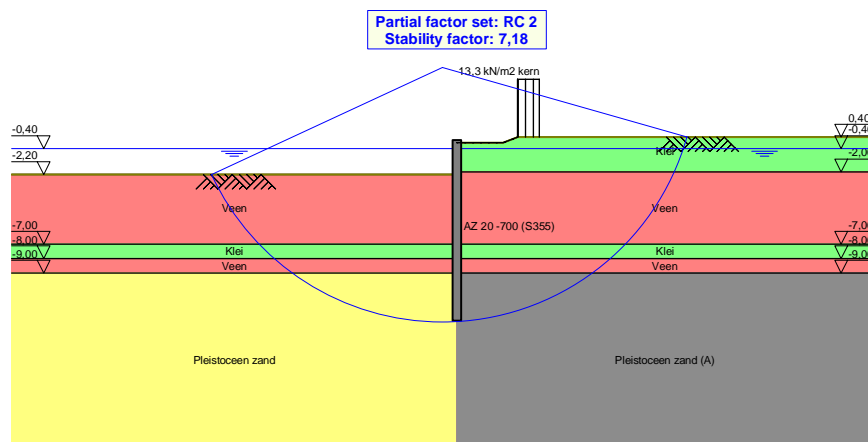 Partial factor set: RC 2
Stability factor: 7,18
13,3 kN/m2 kern
-0,40
0,40
-0,40
Klei
-2,20
-2,00
Veen
Veen
AZ 20 -700 (S355)
-7,00
-7,00
-8,00
-8,00
Klei
Klei
-9,00
-9,00
Veen
Veen
Pleistoceen zand
Pleistoceen zand (A)